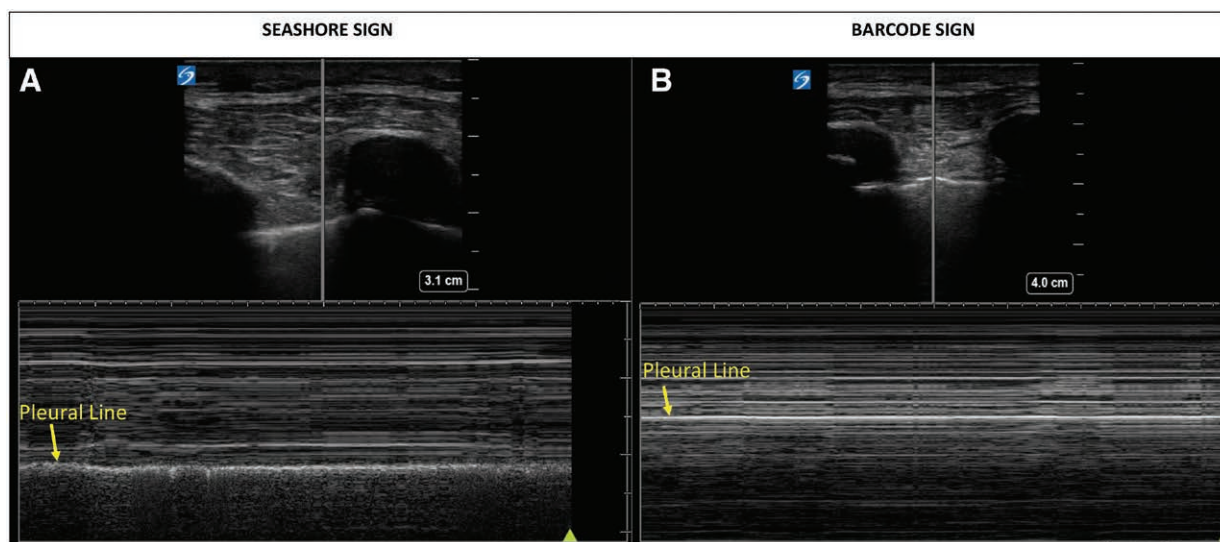 SEASHORE SIGN
BARCODE SIGN
A
B
3.1 cm
4.0 cm
Pleural Line
Pleural Line